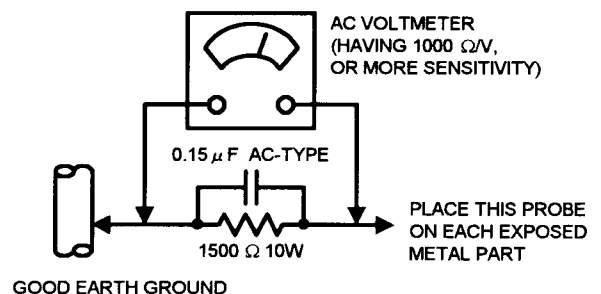 AC VOLTMETER
(HAVING 1000 Ω/V,
OR MORE SENSITIVITY)
0.15 μ F AC-TYPE
1500 Ω 10W
PLACE THIS PROBE
ON EACH EXPOSED
METAL PART
GOOD EARTH GROUND